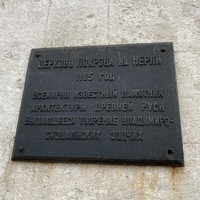 ЦЕРКОВЬ ПОКРОВА НА НЕРЛИ
1165 ГОД
ВСЕМИРНО ИЗВЕСТНЫЙ ПАМЯТНИК
АРХИТЕКТУРЫ ДРЕВНЕЙ РУСИ
ВЫДАЮЩЕЕСЯ ТВОРЕНИЕ ВЛАДИМИРО-
СУЗДАЛЬСКИХ ЗОДЧИХ